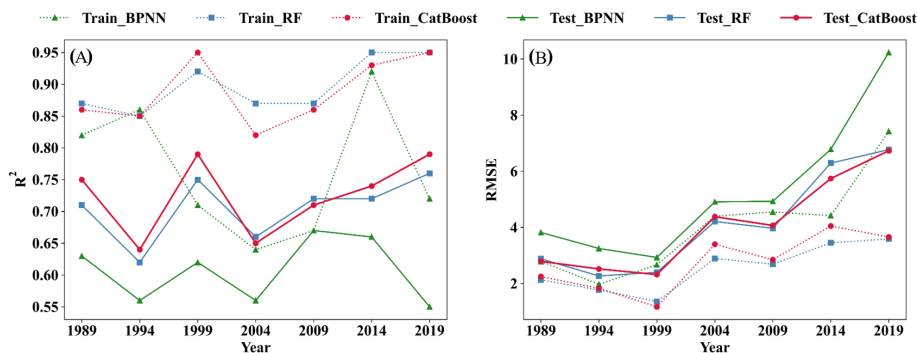 Train_BPNN Train_RF Train_CatBoost Test_BPNN Test_RF Test_CatBoost
(A)
R²
0.95
0.90
0.85
0.80
0.75
0.70
0.65
0.60
0.55
1989 1994 1999 2004 2009 2014 2019
Year
(B)
RMSE
10
8
6
4
2
1989 1994 1999 2004 2009 2014 2019
Year